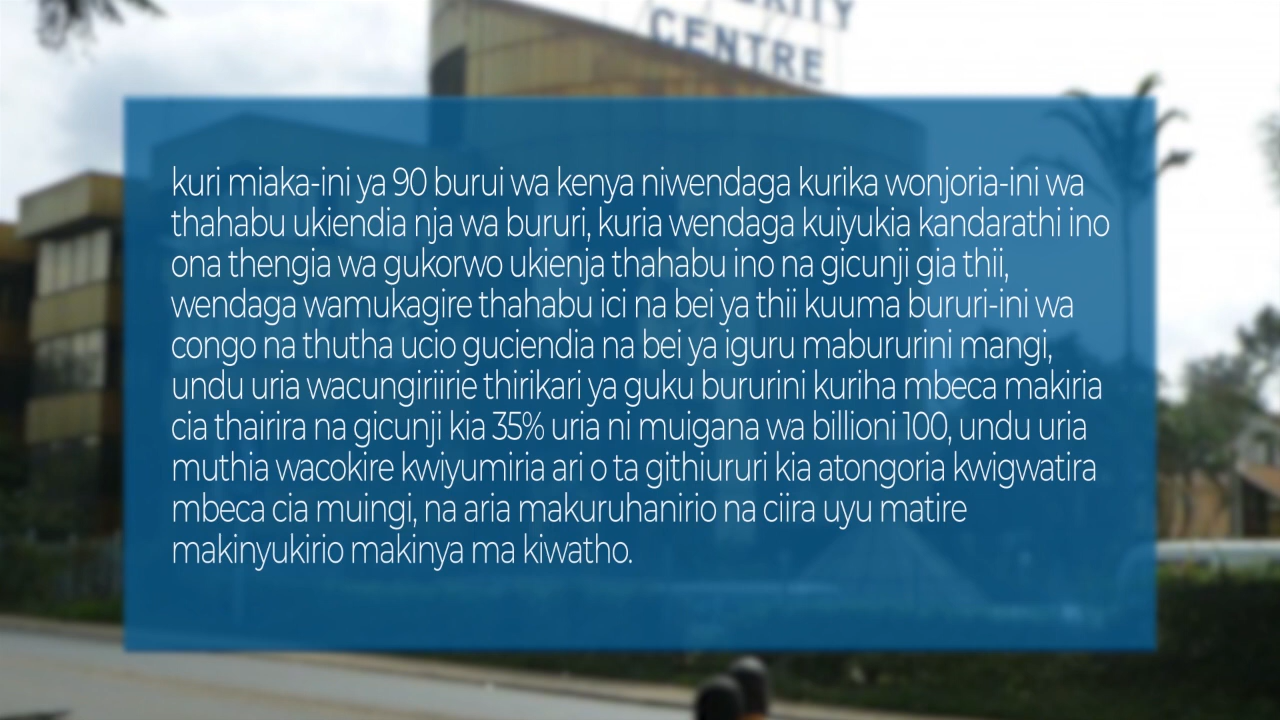 CENTRE
kuri miaka-ini ya 90 burui wa kenya niwendaga kurika wonjoria-ini wa
thahabu ukiendia nja wa bururi, kuria wendaga kuiyukia kandarathi ino
ona thengia wa gukorwo ukienja thahabu ino na gicunji gia thii,
wendaga wamukagire thahabu ici na bei ya thii kuuma bururi-ini wa
congo na thutha ucio guciendia na bei ya iguru mabururini mangi,
undu uria wacungiriirie thirikari ya guku bururini kuriha mbeca makiria
cia thairira na gicunji kia 35% uria ni muigana wa billioni 100, undu uria
muthia wacokire kwiyumiria ari o ta githiururi kia atongoria kwigwatira
mbeca cia muingi, na aria makuruhanirio na ciira uyu matire
makinyukirio makinya ma kiwatho.